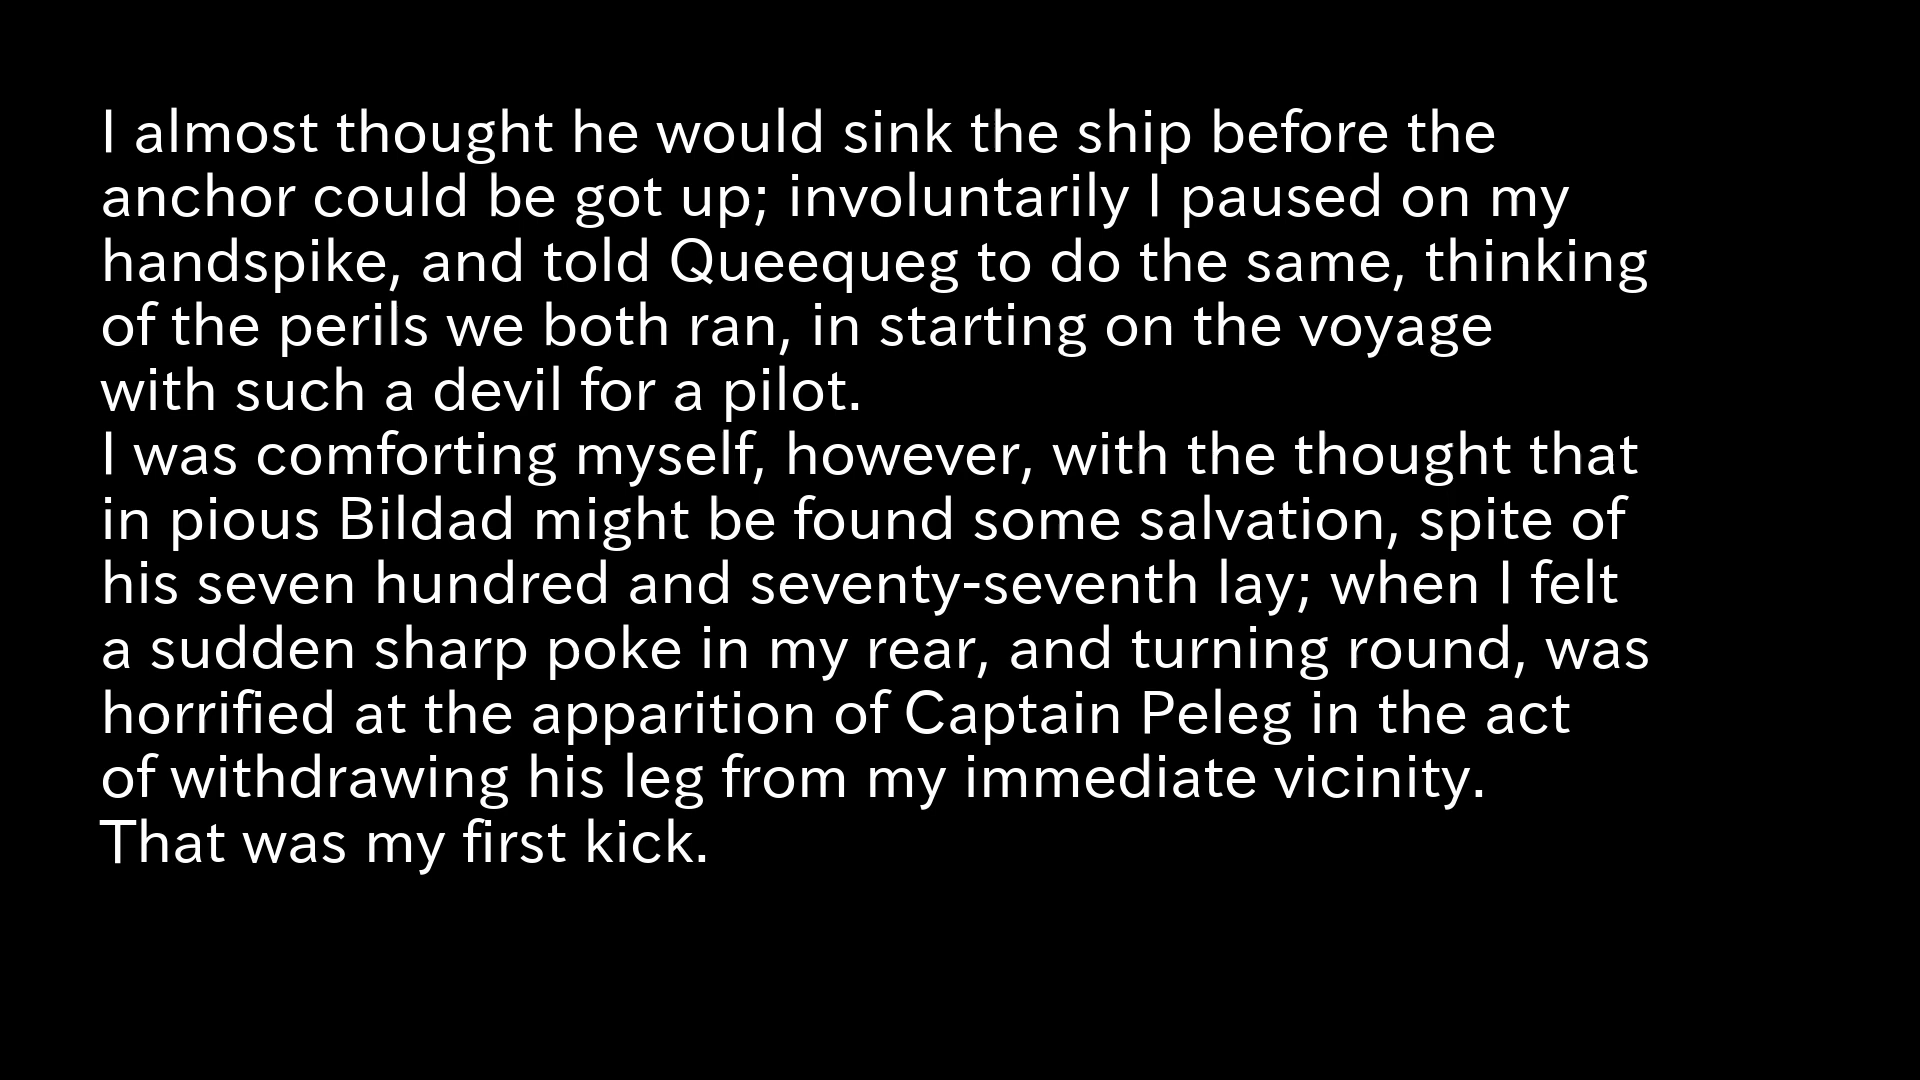 I almost thought he would sink the ship before the
anchor could be got up; involuntarily I paused on my
handspike, and told Queequeg to do the same, thinking
of the perils we both ran, in starting on the voyage
with such a devil for a pilot.
I was comforting myself, however, with the thought that
in pious Bildad might be found some salvation, spite of
his seven hundred and seventy-seventh lay; when I felt
a sudden sharp poke in my rear, and turning round, was
horrified at the apparition of Captain Peleg in the act
of withdrawing his leg from my immediate vicinity.
That was my first kick.